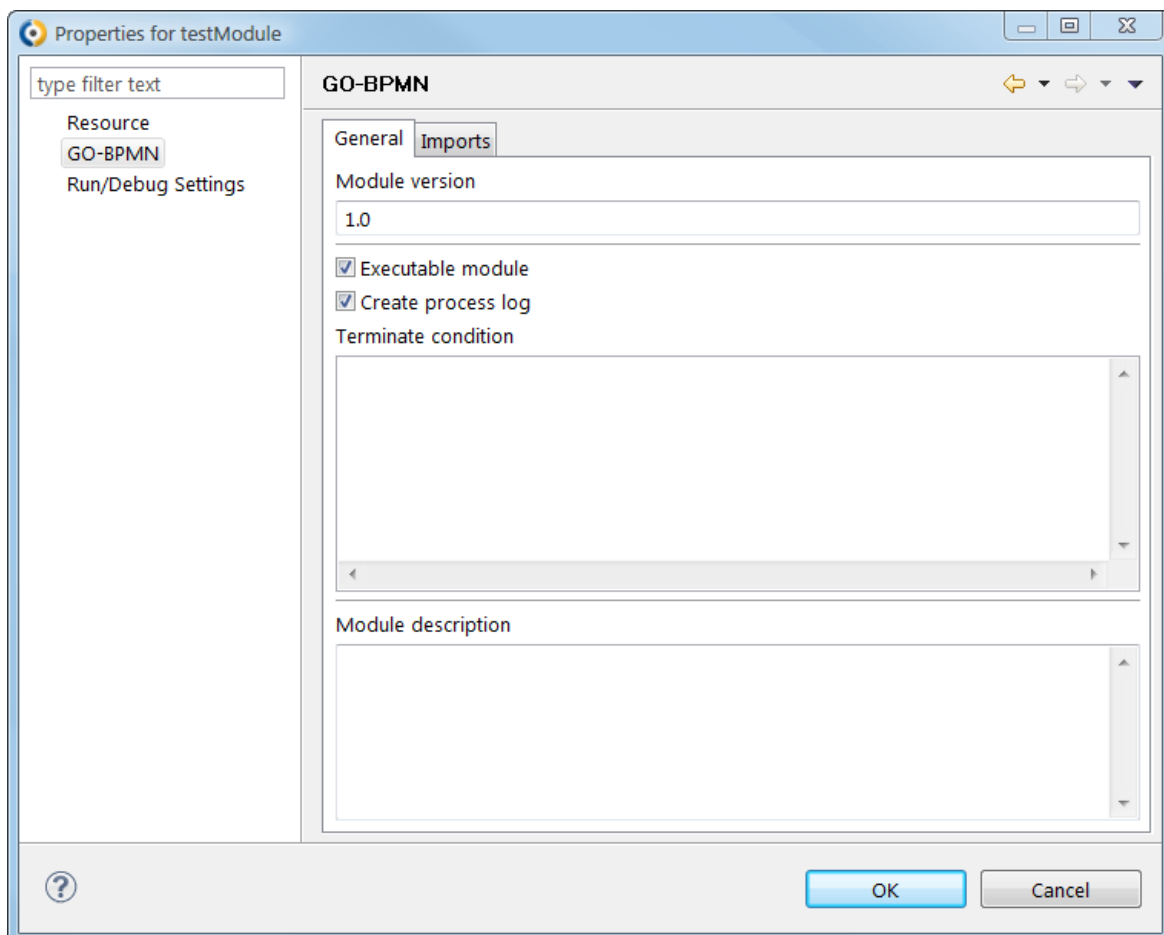 Properties for testModule
type filter text
Resource
GO-BPMN
Run/Debug Settings
GO-BPMN
General Imports
Module version
1.0
Executable module
Create process log
Terminate condition
Module description
?
OK Cancel